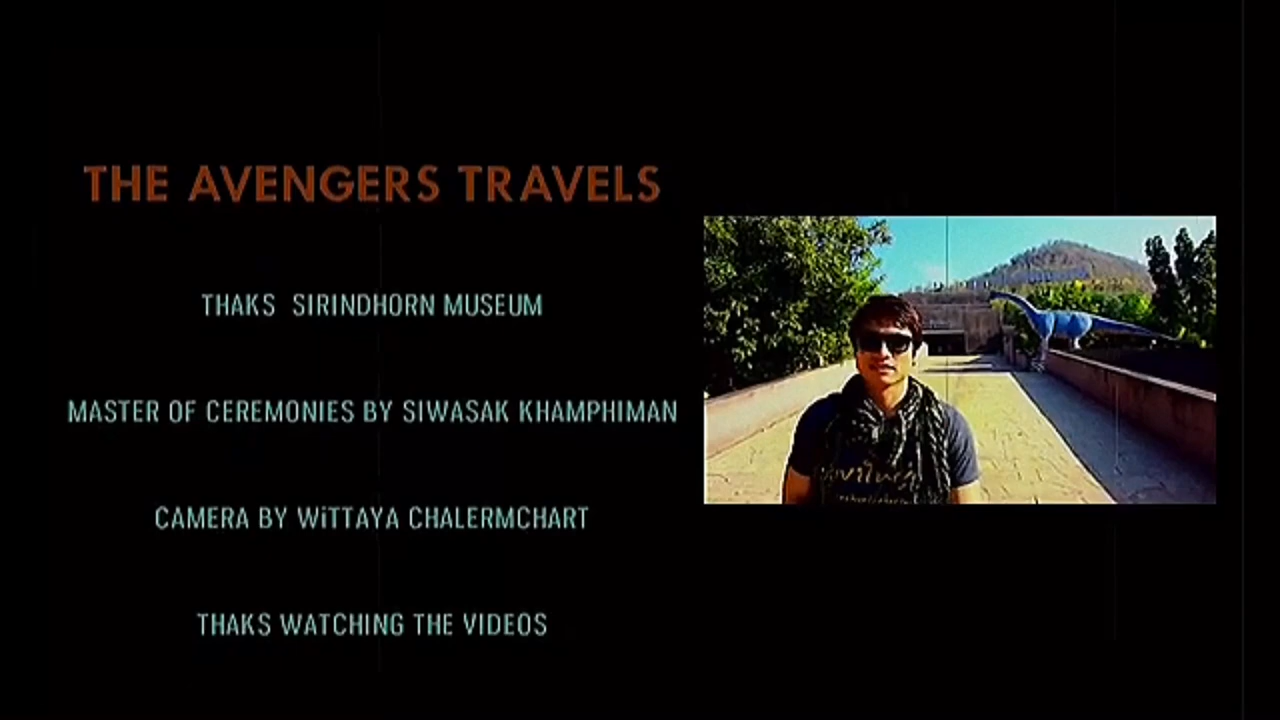 THE AVENGERS TRAVELS
THAKS SIRINDHORN MUSEUM
MASTER OF CEREMONIES BY SIWASAK KHAMPHIMAN
CAMERA BY WiTTAYA CHALERMCHART
THAKS WATCHING THE VIDEOS